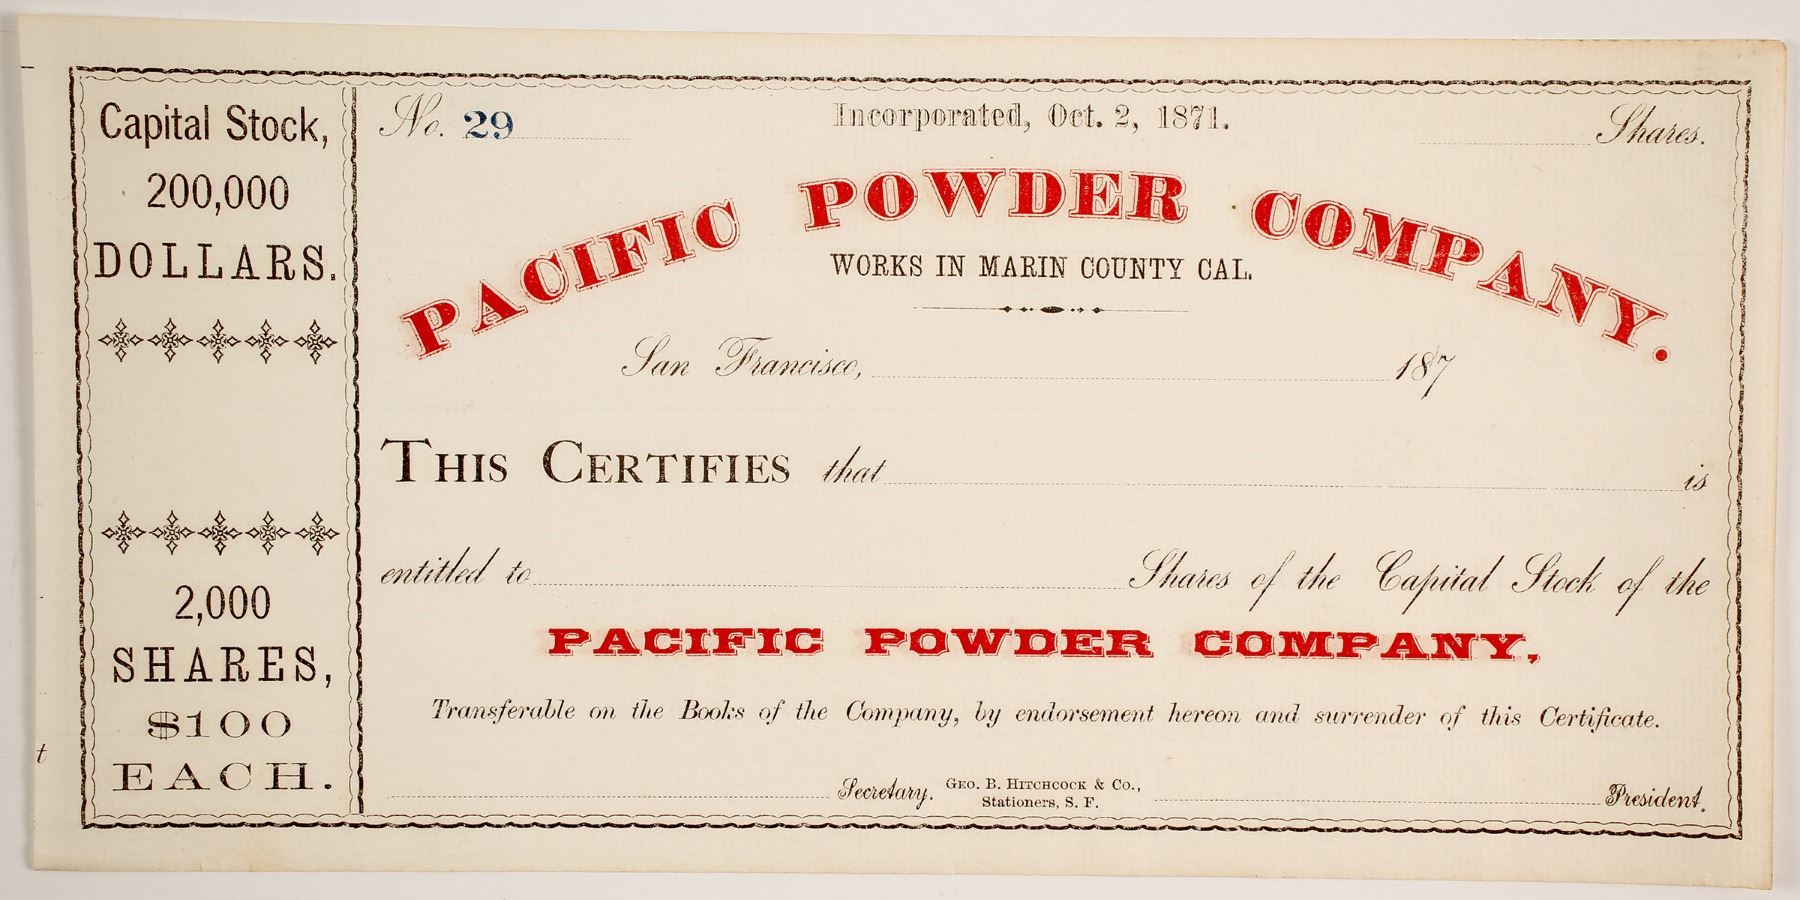 Capital Stock,
200,000
DOLLARS.
2,000
SHARES,
$100
EACH.
t
No. 29
Incorporated, Oct. 2, 1871.
Shares.
PACIFIC POWDER COMPANY.
WORKS IN MARIN COUNTY CAL.
San Francisco, 187
THIS CERTIFIES that is
entitled to Shares of the Capital Stock of the
PACIFIC POWDER COMPANY,
Transferable on the Books of the Company, by endorsement hereon and surrender of this Certificate.
Secretary. GEO. B. HITCHCOCK & CO., President.
Stationers, S. F.